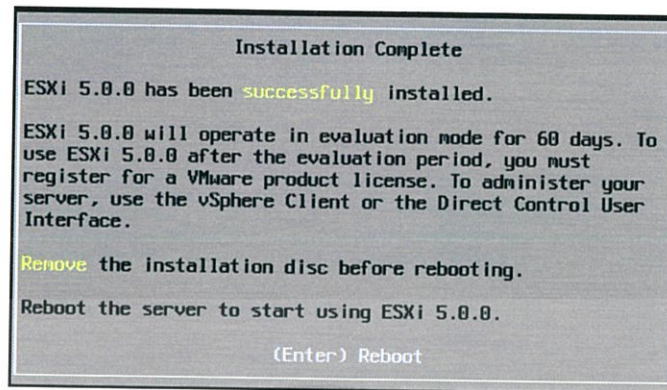 Installation Complete
ESXi 5.0.0 has been successfully installed.
ESXi 5.0.0 will operate in evaluation mode for 60 days. To
use ESXi 5.0.0 after the evaluation period, you must
register for a VMware product license. To administer your
server, use the vSphere Client or the Direct Control User
Interface.
Remove the installation disc before rebooting.
Reboot the server to start using ESXi 5.0.0.
(Enter) Reboot